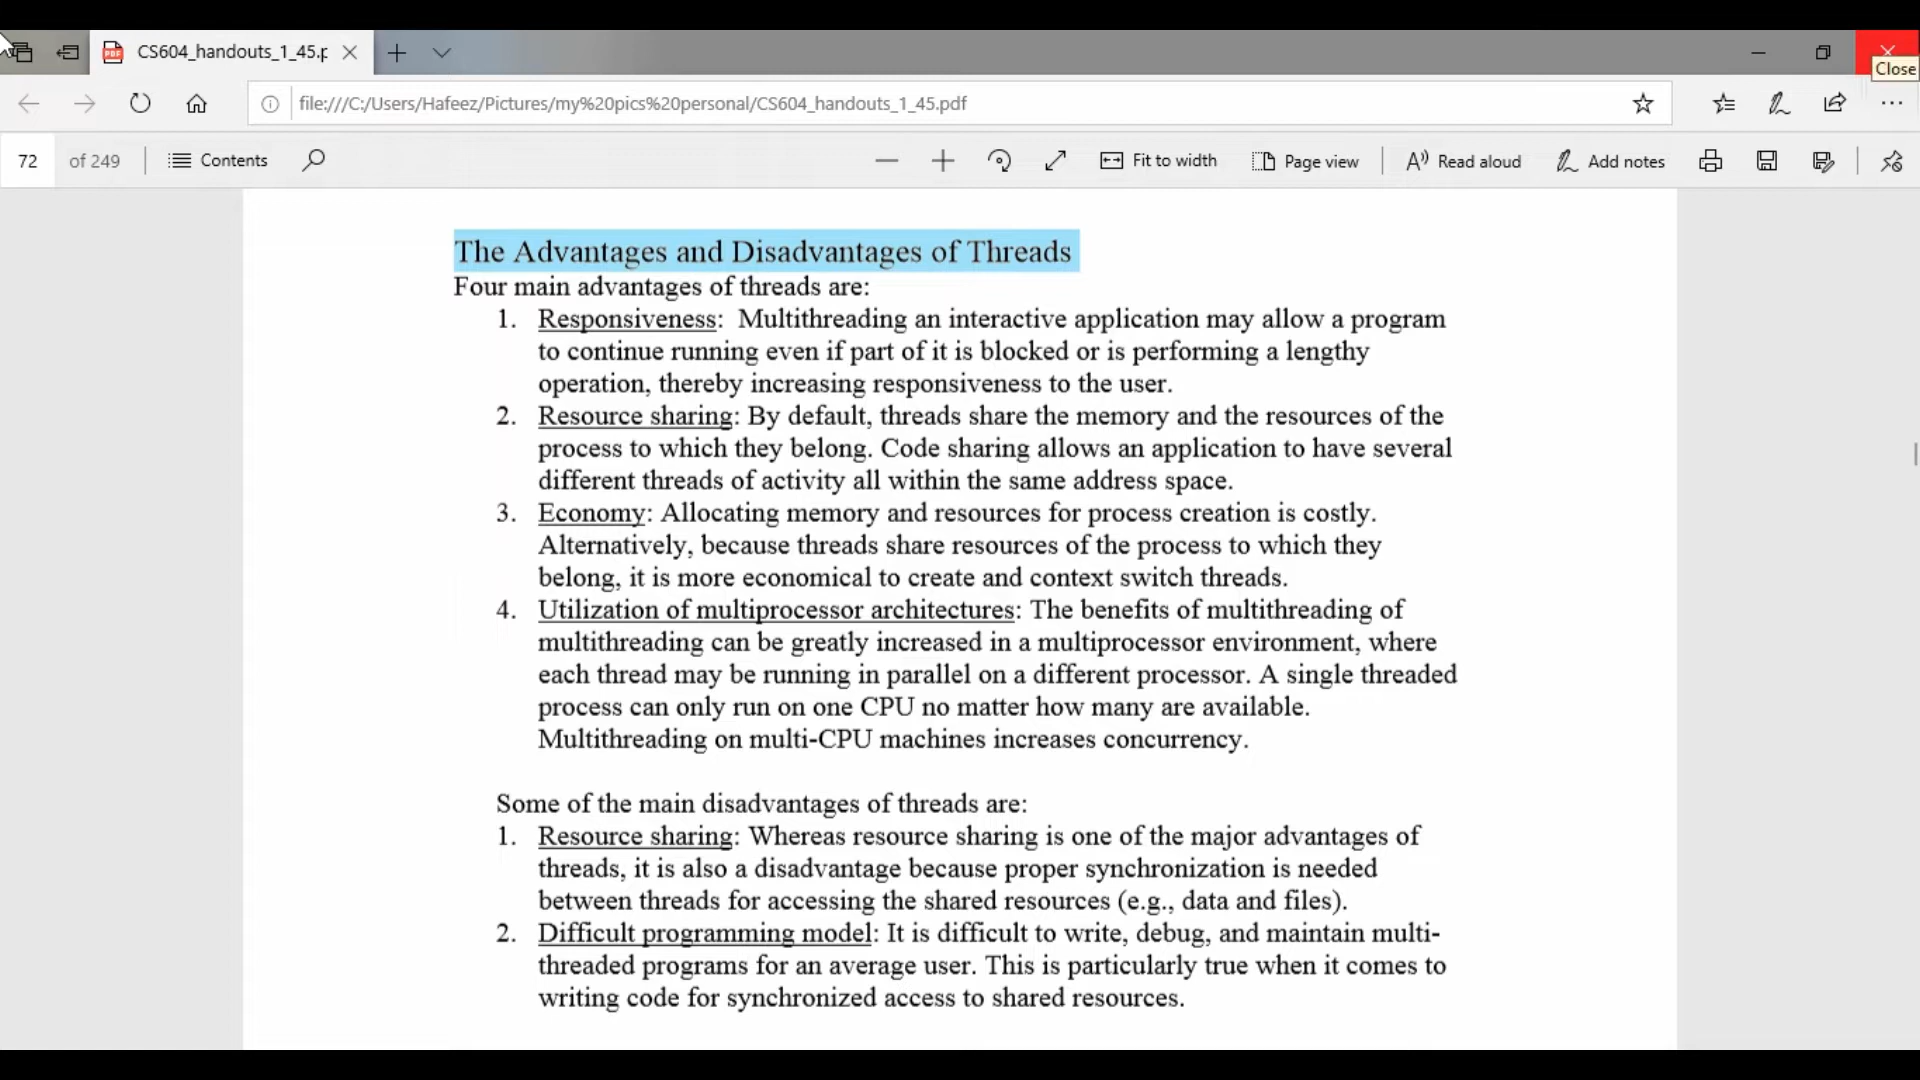 CS604_handouts_1_45.p
Close
file:///C:/Users/Hafeez/Pictures/my%20pics%20personal/CS604_handouts_1_45.pdf
72 of 249 Contents Fit to width Page view Read aloud Add notes
The Advantages and Disadvantages of Threads
Four main advantages of threads are:
1. Responsiveness: Multithreading an interactive application may allow a program
to continue running even if part of it is blocked or is performing a lengthy
operation, thereby increasing responsiveness to the user.
2. Resource sharing: By default, threads share the memory and the resources of the
process to which they belong. Code sharing allows an application to have several
different threads of activity all within the same address space.
3. Economy: Allocating memory and resources for process creation is costly.
Alternatively, because threads share resources of the process to which they
belong, it is more economical to create and context switch threads.
4. Utilization of multiprocessor architectures: The benefits of multithreading of
multithreading can be greatly increased in a multiprocessor environment, where
each thread may be running in parallel on a different processor. A single threaded
process can only run on one CPU no matter how many are available.
Multithreading on multi-CPU machines increases concurrency.
Some of the main disadvantages of threads are:
1. Resource sharing: Whereas resource sharing is one of the major advantages of
threads, it is also a disadvantage because proper synchronization is needed
between threads for accessing the shared resources (e.g., data and files).
2. Difficult programming model: It is difficult to write, debug, and maintain multi-
threaded programs for an average user. This is particularly true when it comes to
writing code for synchronized access to shared resources.